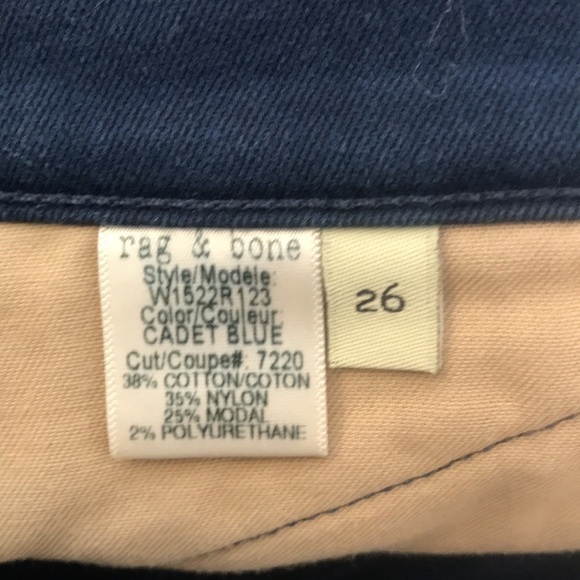 rag & bone
Style/Modèle:
W1522R123
Color/Couleur:
CADET BLUE
Cut/Coupe#: 7220
38% COTTON/COTON
35% NYLON
25% MODAL
2% POLYURETHANE
26